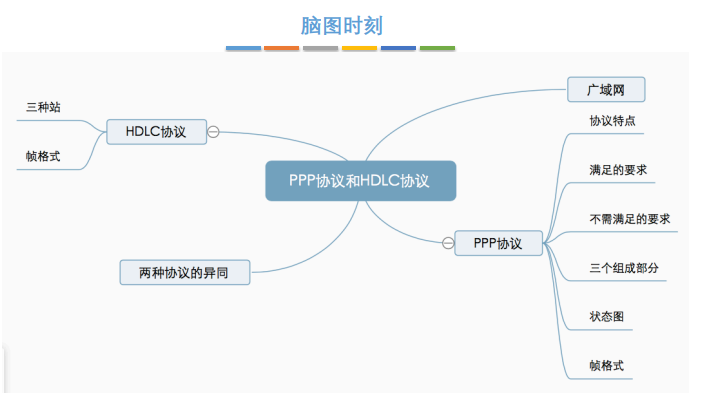 脑图时刻
广域网
三种站
HDLC协议
协议特点
帧格式
满足的要求
PPP协议和HDLC协议
不需满足的要求
PPP协议
三个组成部分
两种协议的异同
状态图
帧格式